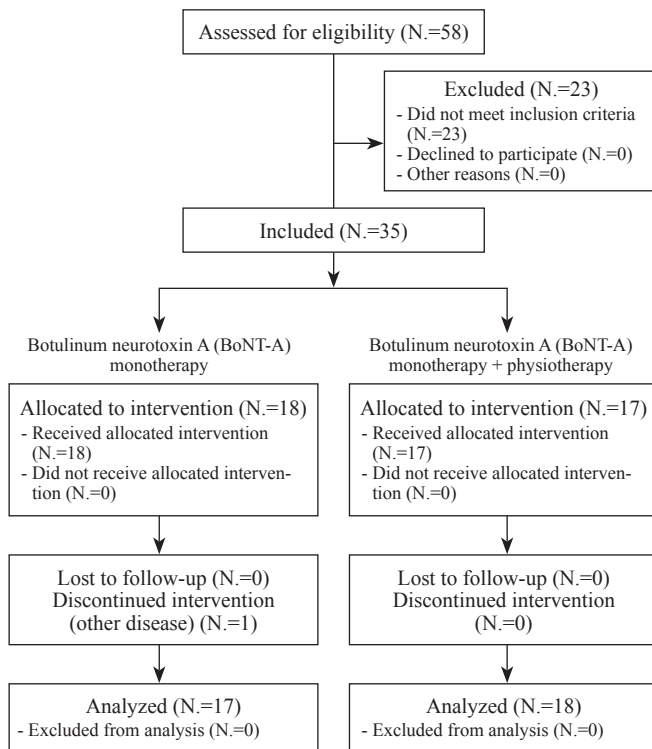 Assessed for eligibility (N.=58)
Excluded (N.=23)
- Did not meet inclusion criteria
(N.=23)
- Declined to participate (N.=0)
- Other reasons (N.=0)
Included (N.=35)
Botulinum neurotoxin A (BoNT-A)
monotherapy
Allocated to intervention (N.=18)
- Received allocated intervention
(N.=18)
- Did not receive allocated interven-
tion (N.=0)
Lost to follow-up (N.=0)
Discontinued intervention
(other disease) (N.=1)
Analyzed (N.=17)
- Excluded from analysis (N.=0)
Botulinum neurotoxin A (BoNT-A)
monotherapy + physiotherapy
Allocated to intervention (N.=17)
- Received allocated intervention
(N.=17)
- Did not receive allocated interven-
tion (N.=0)
Lost to follow-up (N.=0)
Discontinued intervention
(N.=0)
Analyzed (N.=18)
- Excluded from analysis (N.=0)